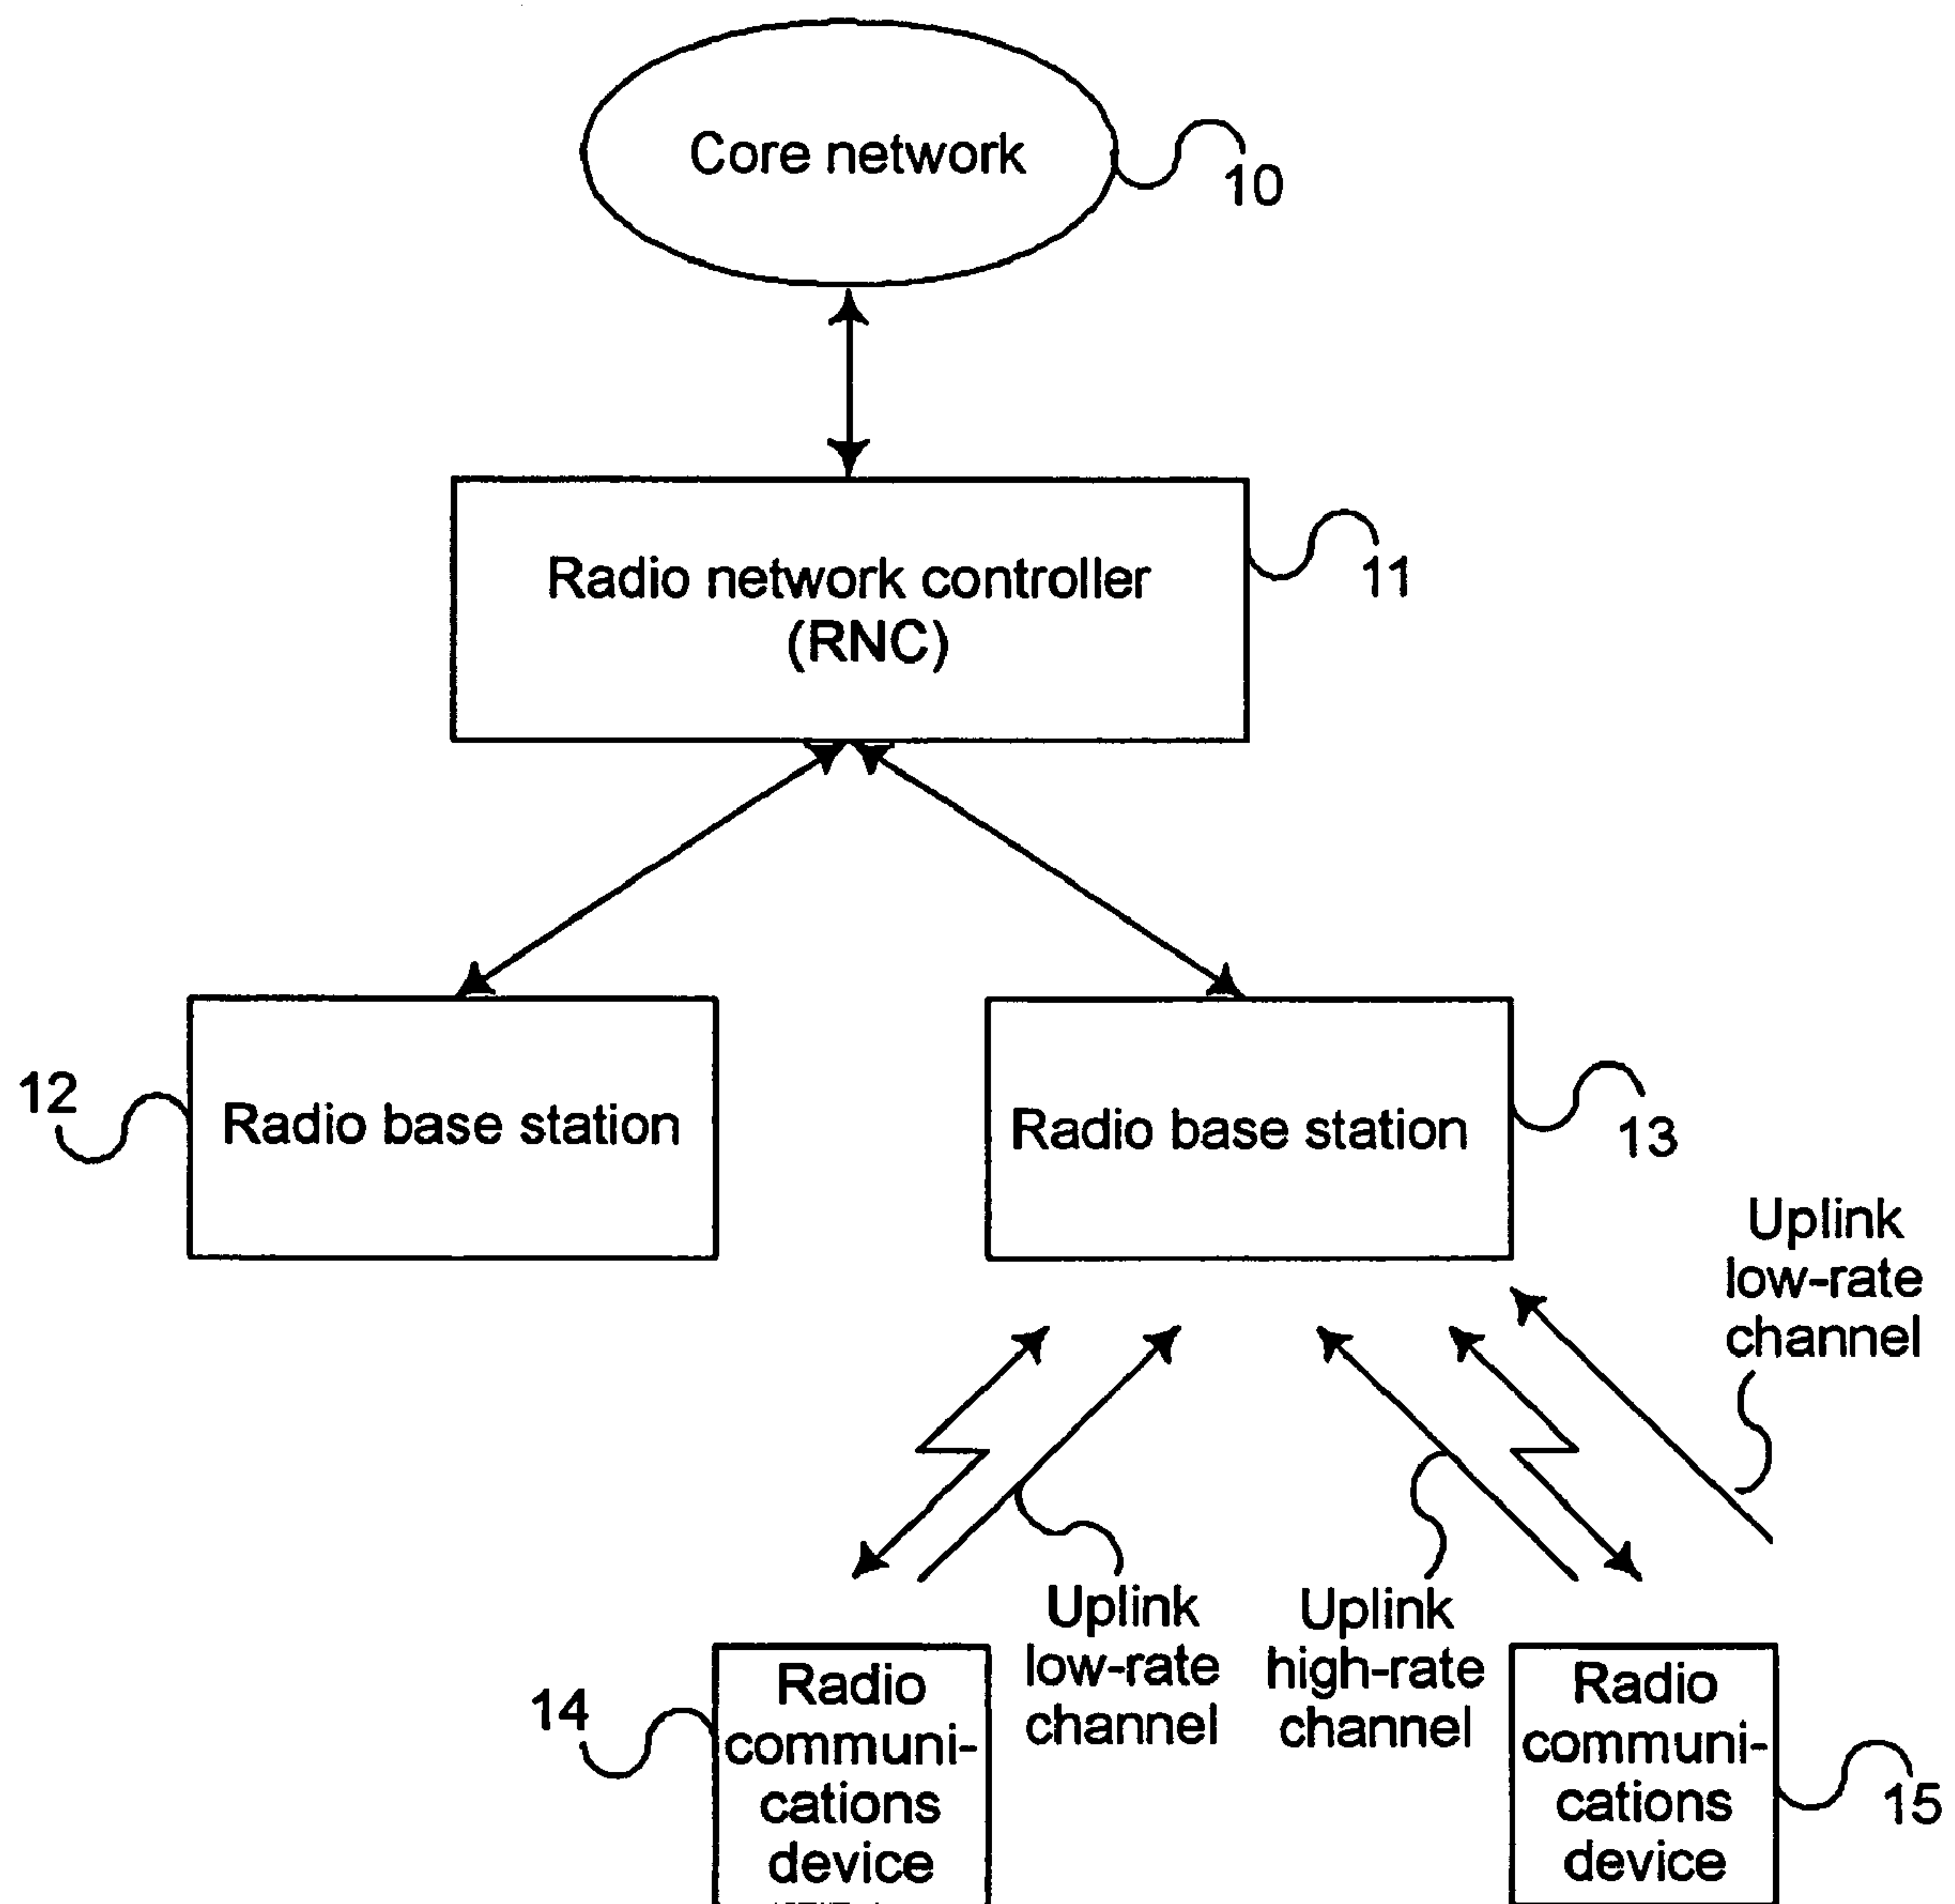 Core network
10
Radio network controller
(RNC)
11
12
Radio base station
Radio base station
13
Uplink
low-rate
channel
Uplink
low-rate
channel
Uplink
high-rate
channel
14
Radio
communi-
cations
device
Radio
communi-
cations
device
15